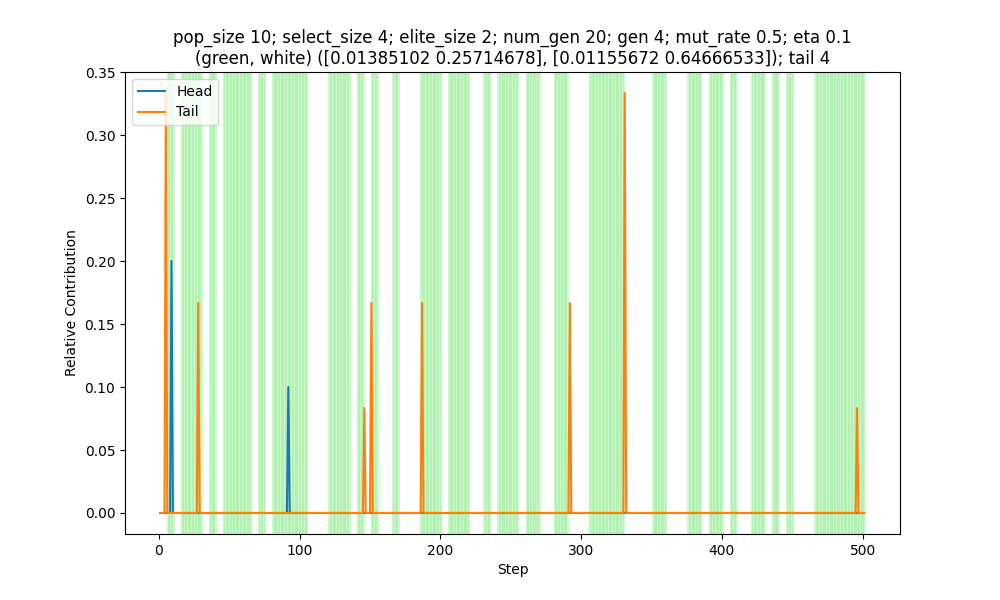 pop_size 10; select_size 4; elite_size 2; num_gen 20; gen 4; mut_rate 0.5; eta 0.1
(green, white) ([0.01385102 0.25714678], [0.01155672 0.64666533]); tail 4
Head
Tail
0.35
0.30
0.25
0.20
0.15
0.10
0.05
0.00
Relative Contribution
0 100 200 300 400 500
Step